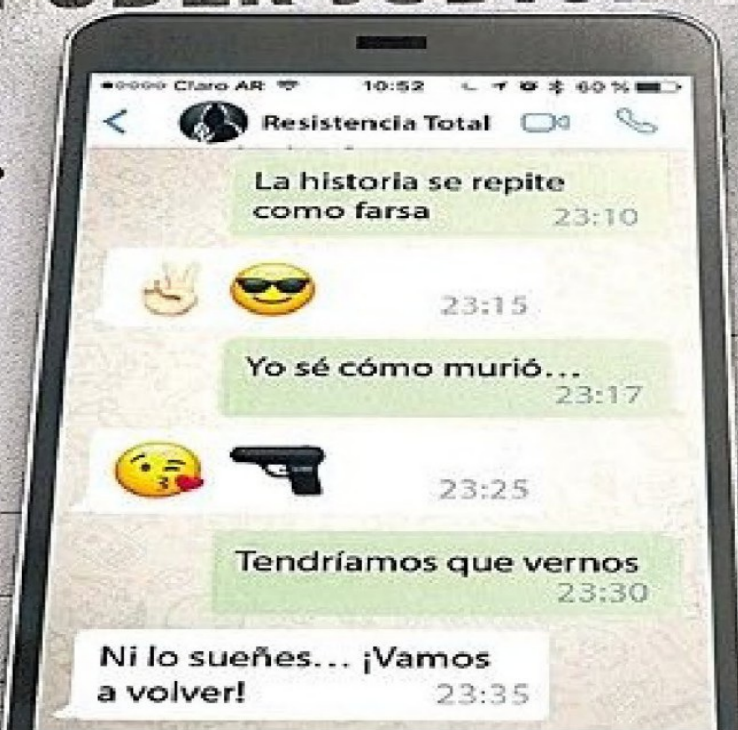 Claro AR 10:52 60 %
Resistencia Total
La historia se repite
como farsa 23:10
23:15
Yo sé cómo murió...
23:17
23:25
Tendríamos que vernos
23:30
Ni lo sueñes... ¡Vamos
a volver! 23:35